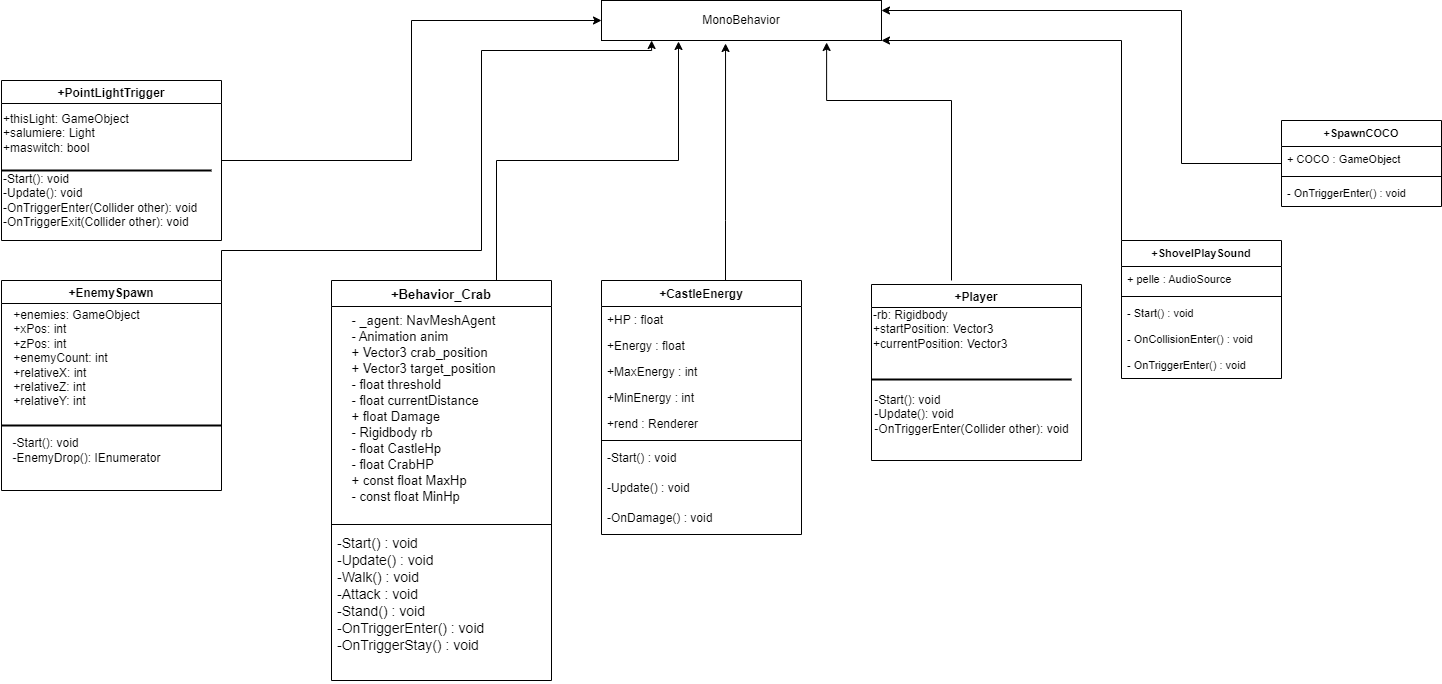 MonoBehavior
+PointLightTrigger
+thisLight: GameObject
+salumiere: Light
+maswitch: bool
-Start(): void
-Update(): void
-OnTriggerEnter(Collider other): void
-OnTriggerExit(Collider other): void
+EnemySpawn
+enemies: GameObject
+xPos: int
+zPos: int
+enemyCount: int
+relativeX: int
+relativeZ: int
+relativeY: int
-Start(): void
-EnemyDrop(): IEnumerator
+Behavior_Crab
- _agent: NavMeshAgent
- Animation anim
+ Vector3 crab_position
+ Vector3 target_position
- float threshold
- float currentDistance
+ float Damage
- Rigidbody rb
- float CastleHp
- float CrabHP
+ const float MaxHp
- const float MinHp
-Start() : void
-Update() : void
-Walk() : void
-Attack : void
-Stand() : void
-OnTriggerEnter() : void
-OnTriggerStay() : void
+CastleEnergy
+HP : float
+Energy : float
+MaxEnergy : int
+MinEnergy : int
+rend : Renderer
-Start() : void
-Update() : void
-OnDamage() : void
+Player
-rb: Rigidbody
+startPosition: Vector3
+currentPosition: Vector3
-Start(): void
-Update(): void
-OnTriggerEnter(Collider other): void
+ShovelPlaySound
+ pelle : AudioSource
- Start() : void
- OnCollisionEnter() : void
- OnTriggerEnter() : void
+SpawnCOCO
+ COCO : GameObject
- OnTriggerEnter() : void